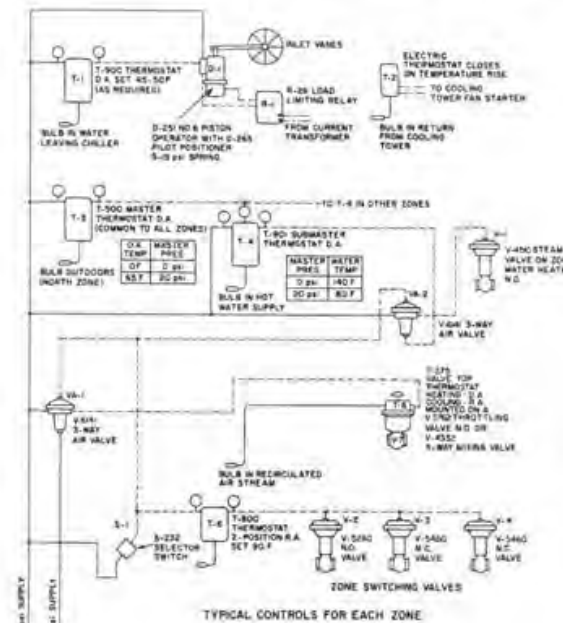 T-1
T-900 THERMOSTAT
D.A. SET 45-50F
(AS REQUIRED)
BULB IN WATER
LEAVING CHILLER
D-1
INLET VANES
R-1
R-26 LOAD
LIMITING RELAY
FROM CURRENT
TRANSFORMER
D-251 NO.6 PISTON
OPERATOR WITH
PILOT POSITIONER
5-13 psi SPRING
T-2
ELECTRIC
THERMOSTAT CLOSES
ON TEMPERATURE RISE
TO COOLING
TOWER FAN STARTER
BULB IN RETURN
FROM COOLING
TOWER
T-3
T-900 MASTER
THERMOSTAT D.A.
(COMMON TO ALL ZONES)
O.A. TEMP MASTER PRES
0F 0 psi
65F 20 psi
BULB OUTDOORS
(NORTH ZONE)
TO T-4 IN OTHER ZONES
T-4
T-901 SUBMASTER
THERMOSTAT D.A.
MASTER PRES WATER TEMP
0 psi 140 F
20 psi 80 F
BULB IN HOT
WATER SUPPLY
STEAM
VALVE ON
WATER
N.O.
VA-2
3-WAY
AIR VALVE
VA-1
3-WAY
AIR VALVE
VALVE TOP
THERMOSTAT
HEATING - D.A.
COOLING - R.A.
MOUNTED ON A
THROTTLING
VALVE N.O. OR
V-4332
MIXING VALVE
T-5
BULB IN RECIRCULATED
AIR STREAM
S-1
S-232
SELECTOR
SWITCH
T-6
T-800
THERMOSTAT
2-POSITION R.A.
SET 90 F.
V-2
V-5260
N.O.
VALVE
V-3
V-5460
N.C.
VALVE
V-4
V-5460
N.C.
VALVE
ZONE SWITCHING VALVES
SUPPLY
SUPPLY
TYPICAL CONTROLS FOR EACH ZONE